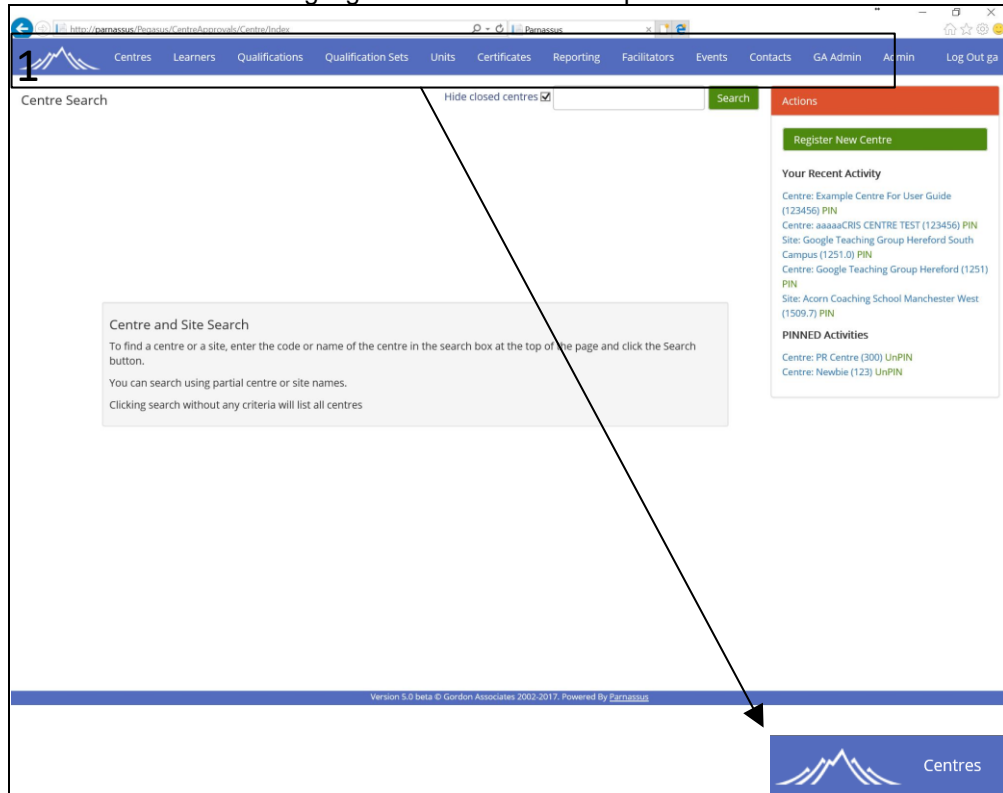 http://parnassus/Pegasus/CentreApprovals/Centre/Index
Parnassus
1
Centres Learners Qualifications Qualification Sets Units Certificates Reporting Facilitators Events Contacts GA Admin Admin Log Out ga
Centre Search
Hide closed centres
Search
Actions
Register New Centre
Your Recent Activity
Centre: Example Centre For User Guide
(123456) PIN
Centre: aaaaaCRIS CENTRE TEST (123456) PIN
Site: Google Teaching Group Hereford South
Campus (1251.0) PIN
Centre: Google Teaching Group Hereford (1251)
PIN
Site: Acorn Coaching School Manchester West
(1509.7) PIN
PINNED Activities
Centre: PR Centre (300) UnPIN
Centre: Newbie (123) UnPIN
Centre and Site Search
To find a centre or a site, enter the code or name of the centre in the search box at the top of the page and click the Search
button.
You can search using partial centre or site names.
Clicking search without any criteria will list all centres
Version 5.0 beta © Gordon Associates 2002-2017. Powered By Parnassus
Centres